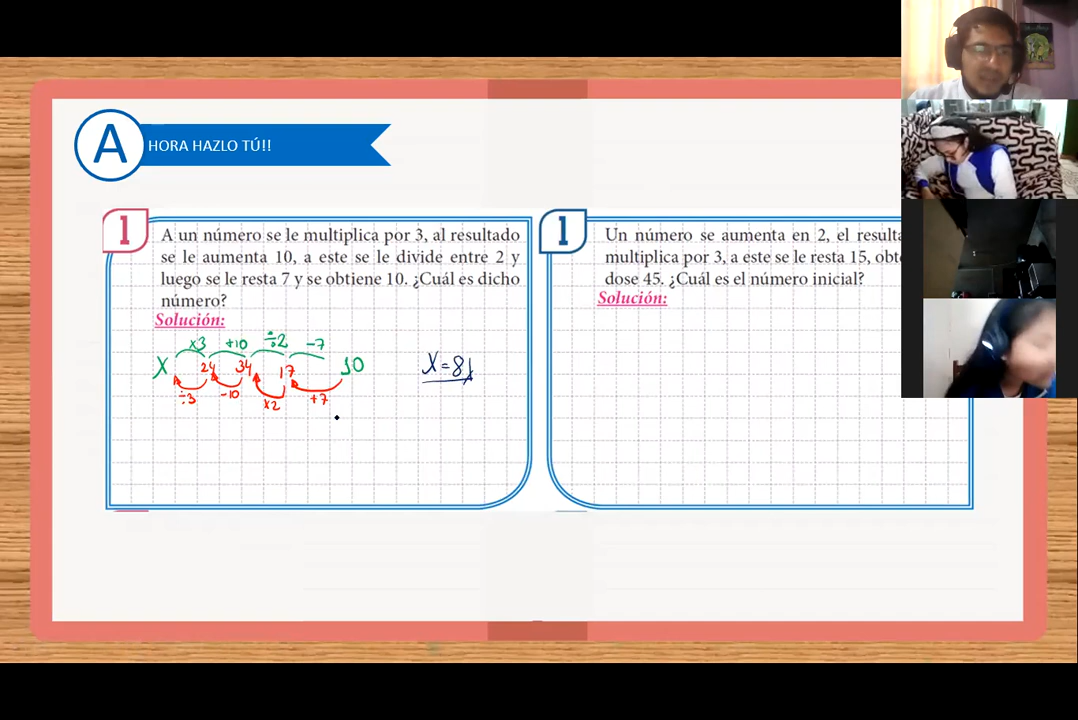 A HORA HAZLO TÚ!!
1
A un número se le multiplica por 3, al resultado
se le aumenta 10, a este se le divide entre 2 y
luego se le resta 7 y se obtiene 10. ¿Cuál es dicho
número?
Solución:
x3 +10 ÷2 -7
X 24 34 17 10
÷3 -10 x2 +7
X = 8
1
Un número se aumenta en 2, el resulta
multiplica por 3, a este se le resta 15, obt
dose 45. ¿Cuál es el número inicial?
Solución: